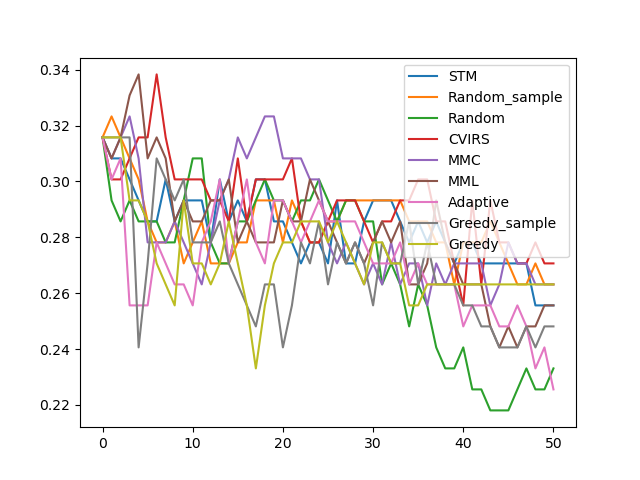 0.34
0.32
0.30
0.28
0.26
0.24
0.22
0
10
20
30
40
50
STM
Random_sample
Random
CVIRS
MMC
MML
Adaptive
Greedy_sample
Greedy